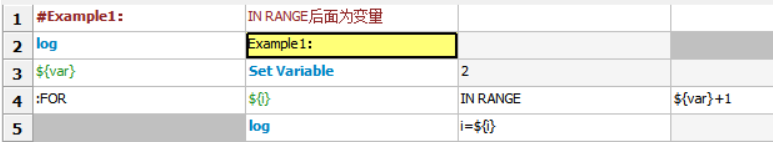 1 #Example1: IN RANGE后面为变量
2 log Example1:
3 ${var} Set Variable 2
4 :FOR ${i} IN RANGE ${var}+1
5 log i=${i}